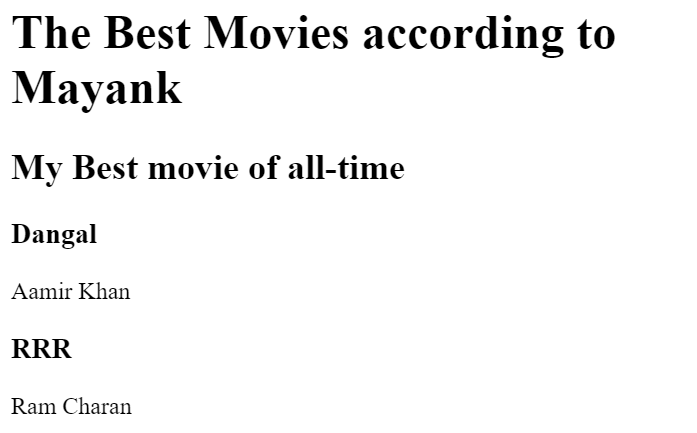 The Best Movies according to
Mayank
My Best movie of all-time
Dangal
Aamir Khan
RRR
Ram Charan